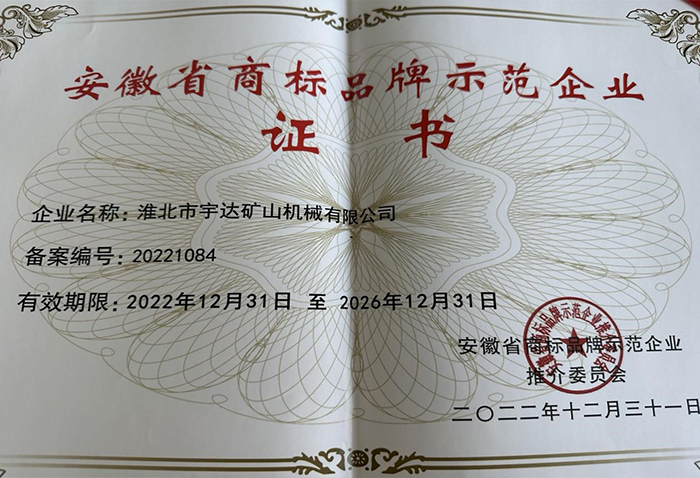 安徽省商标品牌示范企业
证书
企业名称：淮北市宇达矿山机械有限公司
备案编号：20221084
有效期限：2022年12月31日 至 2026年12月31日
安徽省商标品牌示范企业
推介委员会
二〇二二年十二月三十一日